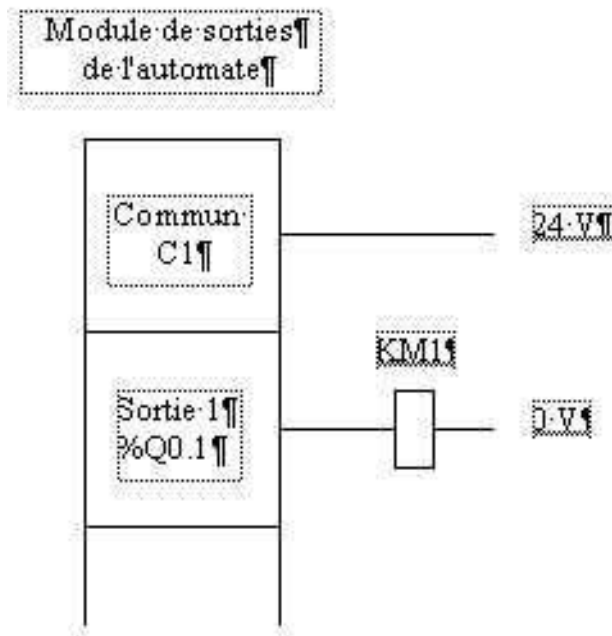 Module·de·sorties¶
de·l'automate¶
Commun·
C1¶
24·V¶
KM1¶
Sortie·1¶
%Q0.1¶
0·V¶